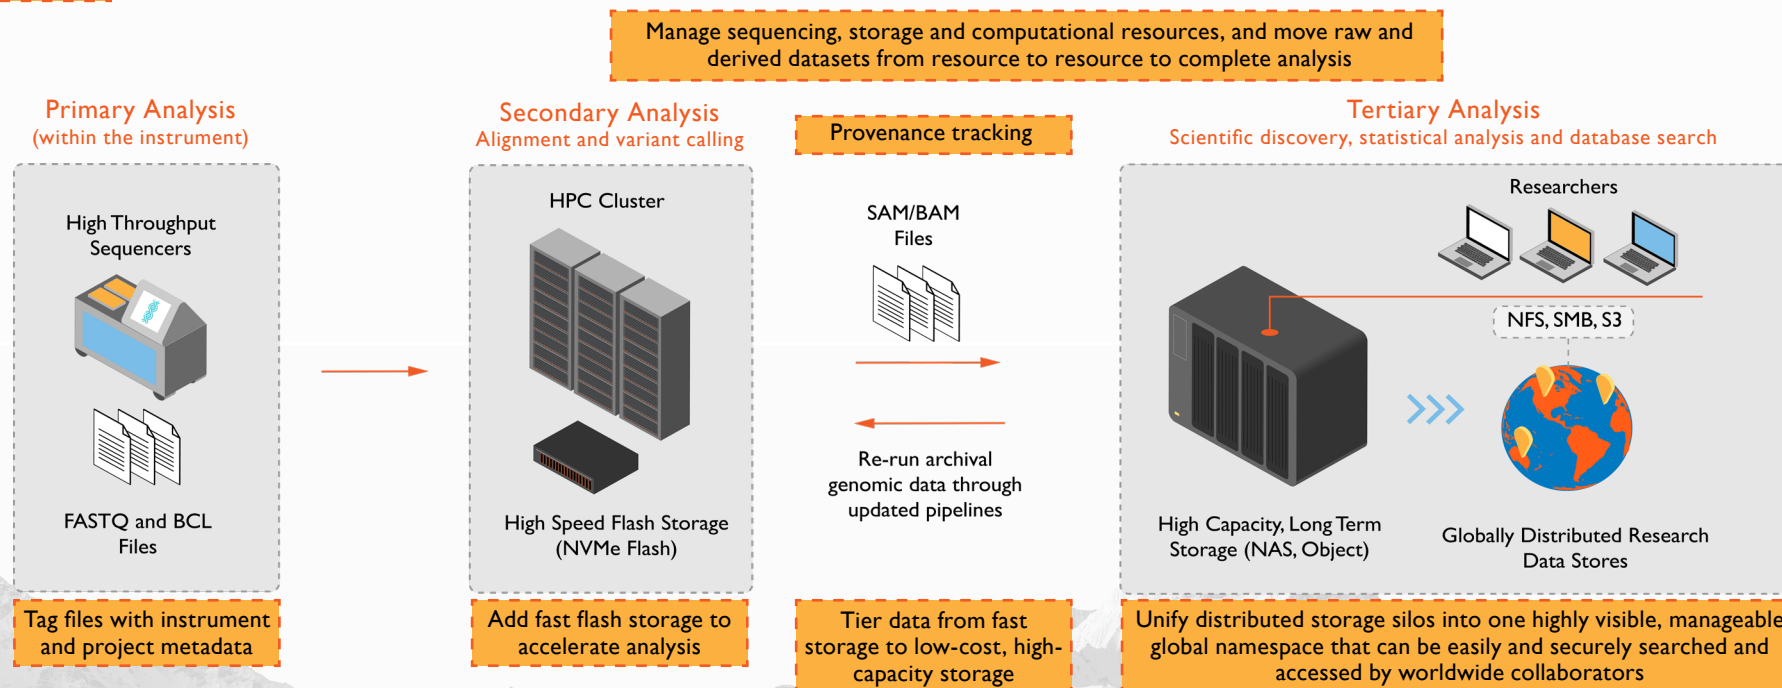 Manage sequencing, storage and computational resources, and move raw and
derived datasets from resource to resource to complete analysis
Primary Analysis
(within the instrument)
High Throughput
Sequencers
FASTQ and BCL
Files
Tag files with instrument
and project metadata
Secondary Analysis
Alignment and variant calling
HPC Cluster
High Speed Flash Storage
(NVMe Flash)
Add fast flash storage to
accelerate analysis
Provenance tracking
SAM/BAM
Files
Re-run archival
genomic data through
updated pipelines
Tier data from fast
storage to low-cost, high-
capacity storage
Tertiary Analysis
Scientific discovery, statistical analysis and database search
Researchers
NFS, SMB, S3
High Capacity, Long Term
Storage (NAS, Object)
Globally Distributed Research
Data Stores
Unify distributed storage silos into one highly visible, manageable
global namespace that can be easily and securely searched and
accessed by worldwide collaborators